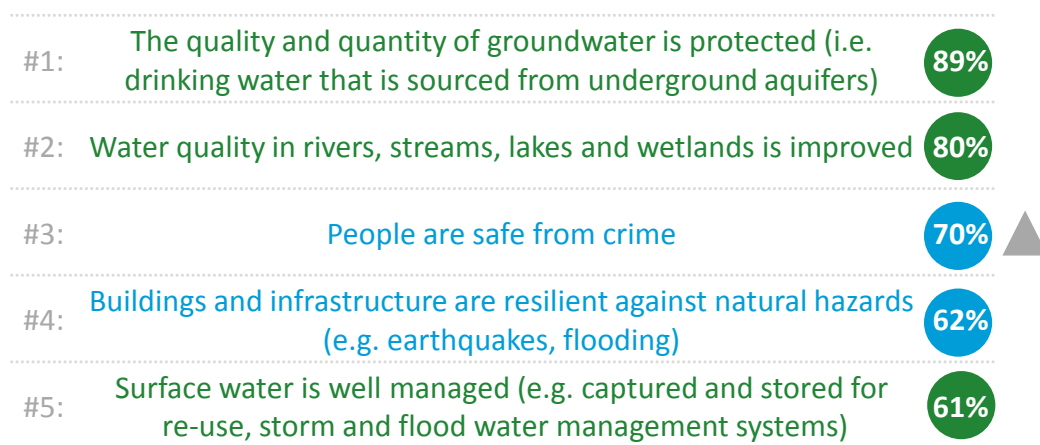 #1:
The quality and quantity of groundwater is protected (i.e.
drinking water that is sourced from underground aquifers)
89%
#2:
Water quality in rivers, streams, lakes and wetlands is improved
80%
#3:
People are safe from crime
70%
#4:
Buildings and infrastructure are resilient against natural hazards
(e.g. earthquakes, flooding)
62%
#5:
Surface water is well managed (e.g. captured and stored for
re-use, storm and flood water management systems)
61%